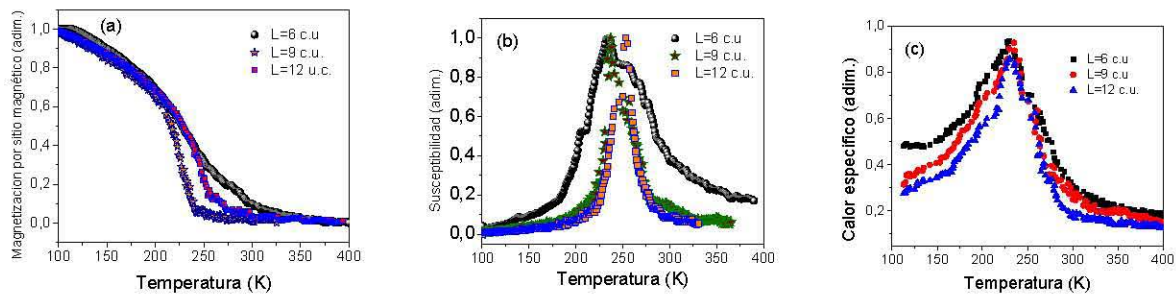 (a)
L=6 c.u
L=9 c.u.
L=12 u.c.
Magnetizacion por sitio magnético (adim.)
1,0
0,8
0,6
0,4
0,2
0,0
100 150 200 250 300 350 400
Temperatura (K)
(b)
L=6 c.u
L=9 c.u.
L=12 c.u.
Susceptibilidad (adim.)
1,0
0,8
0,6
0,4
0,2
0,0
100 150 200 250 300 350 400
Temperatura (K)
(c)
L=6 c.u
L=9 c.u
L=12 c.u.
Calor específico (adim.)
1,0
0,8
0,6
0,4
0,2
100 150 200 250 300 350 400
Temperatura (K)